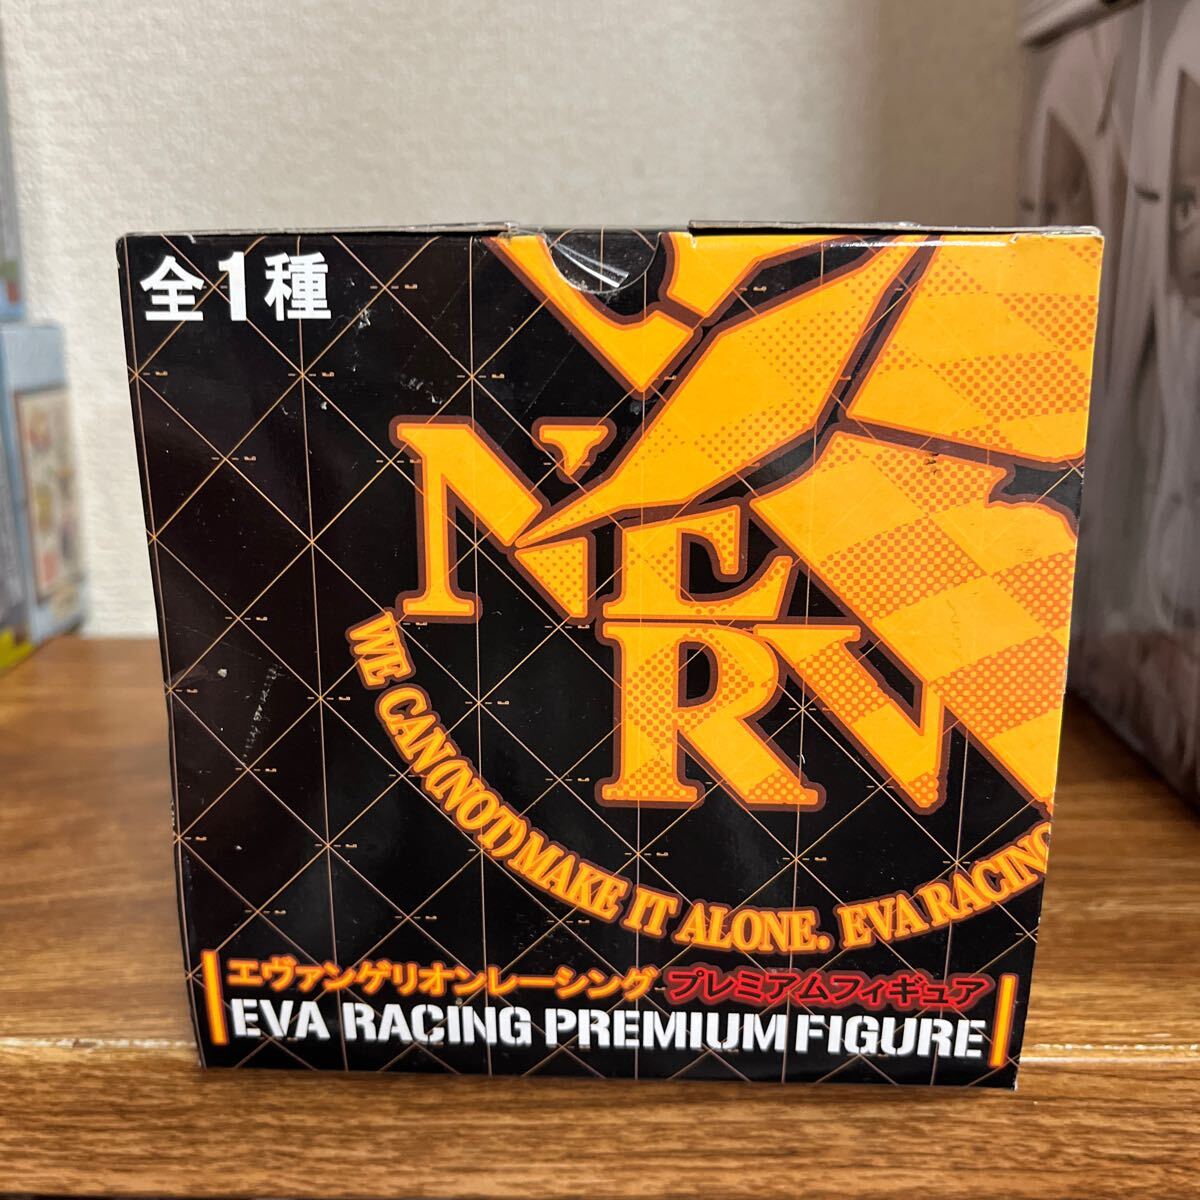 全1種
NERV
WE CAN(NOT) MAKE IT ALONE. EVA RACING
エヴァンゲリオンレーシング プレミアムフィギュア
EVA RACING PREMIUM FIGURE